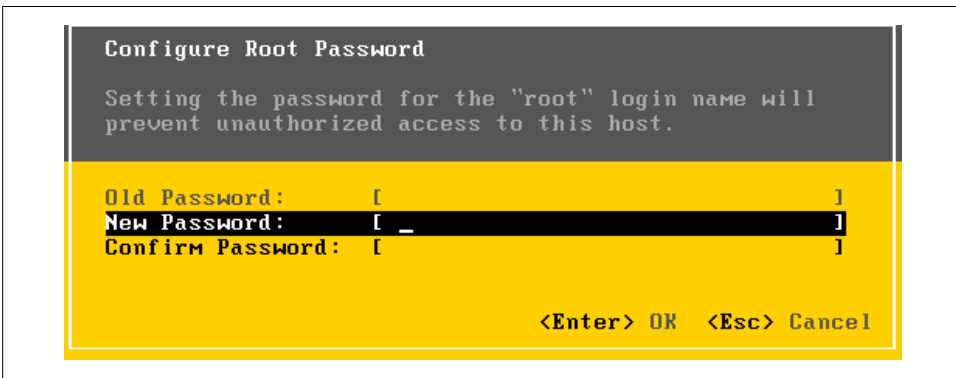 Configure Root Password
Setting the password for the "root" login name will
prevent unauthorized access to this host.
Old Password: [ ]
New Password: [ _ ]
Confirm Password: [ ]
<Enter> OK <Esc> Cancel